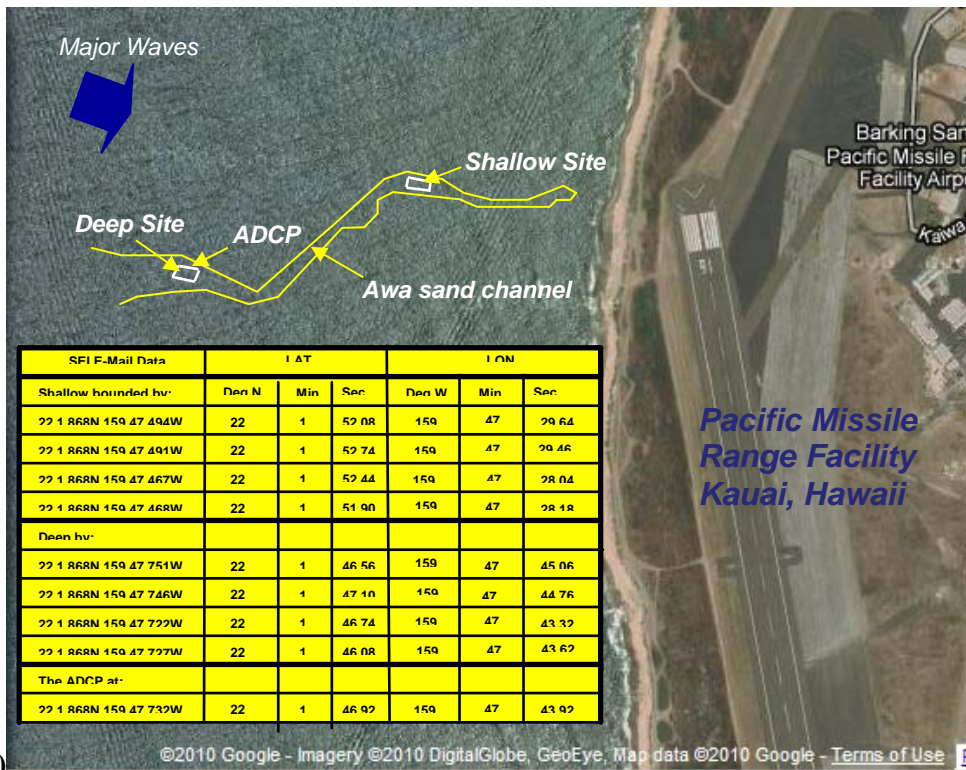 Major Waves
Shallow Site
Deep Site
ADCP
Awa sand channel
Barking San
Pacific Missile R
Facility Airpo
Kaiwa
Pacific Missile
Range Facility
Kauai, Hawaii
SELF-Mail Data LAT LON
Shallow bounded by: Deg N Min Sec Deg W Min Sec
22 1.868N 159 47.494W 22 1 52.08 159 47 29.64
22 1.868N 159 47.491W 22 1 52.74 159 47 29.46
22 1.868N 159 47.467W 22 1 52.44 159 47 28.04
22 1.868N 159 47.468W 22 1 51.90 159 47 28.18
Deep by:
22 1.868N 159 47.751W 22 1 46.56 159 47 45.06
22 1.868N 159 47.746W 22 1 47.10 159 47 44.76
22 1.868N 159 47.722W 22 1 46.74 159 47 43.32
22 1.868N 159 47.727W 22 1 46.08 159 47 43.62
The ADCP at:
22 1.868N 159 47.732W 22 1 46.92 159 47 43.92
©2010 Google - Imagery ©2010 DigitalGlobe, GeoEye, Map data ©2010 Google - Terms of Use